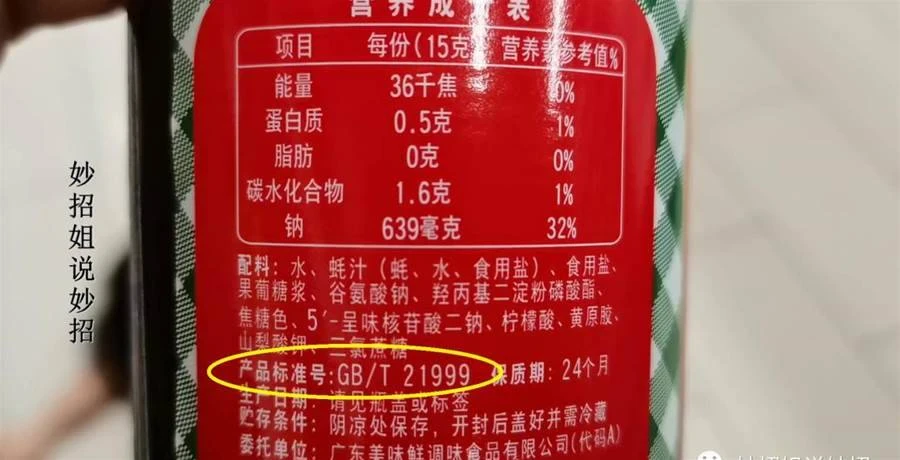 营养成分表
项目 每份(15克) 营养素参考值%
能量 36千焦 0%
蛋白质 0.5克 1%
脂肪 0克 0%
碳水化合物 1.6克 1%
钠 639毫克 32%
配料:水、蚝汁(蚝、水、食用盐)、食用盐、
果葡糖浆、谷氨酸钠、羟丙基二淀粉磷酸酯、
焦糖色、5′-呈味核苷酸二钠、柠檬酸、黄原胶、
山梨酸钾、三氯蔗糖
产品标准号:GB/T 21999 保质期:24个月
生产日期:请见瓶盖或标签
贮存条件:阴凉处保存,开封后盖好并需冷藏
委托单位:广东美味鲜调味食品有限公司(代码A)
妙招姐说妙招